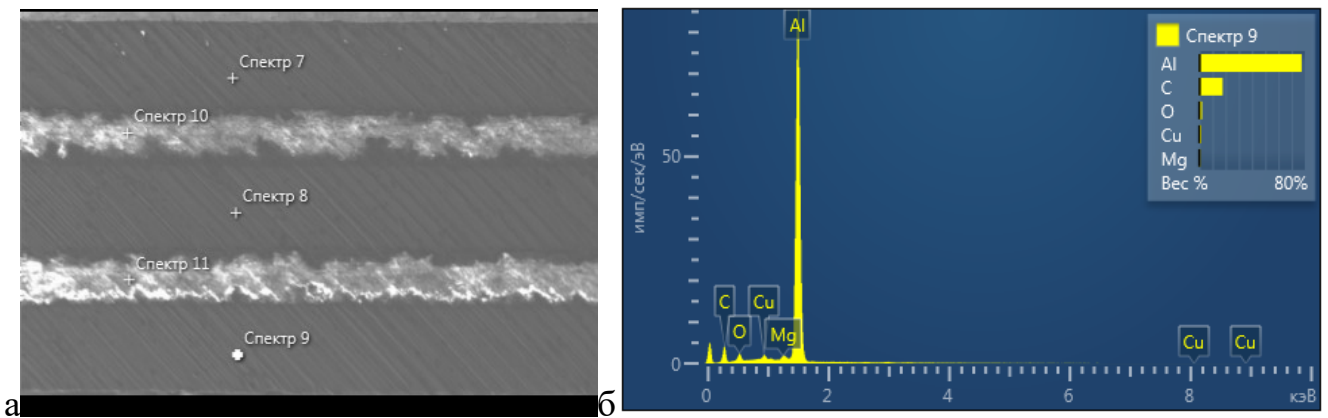 Спектр 7
Спектр 10
Спектр 8
Спектр 11
Спектр 9
а
Al
C
O
Cu
Mg
Cu
Cu
50
0
имп/сек/эВ
0
2
4
6
8
кэВ
Спектр 9
Al
C
O
Cu
Mg
Вес %
80%
б